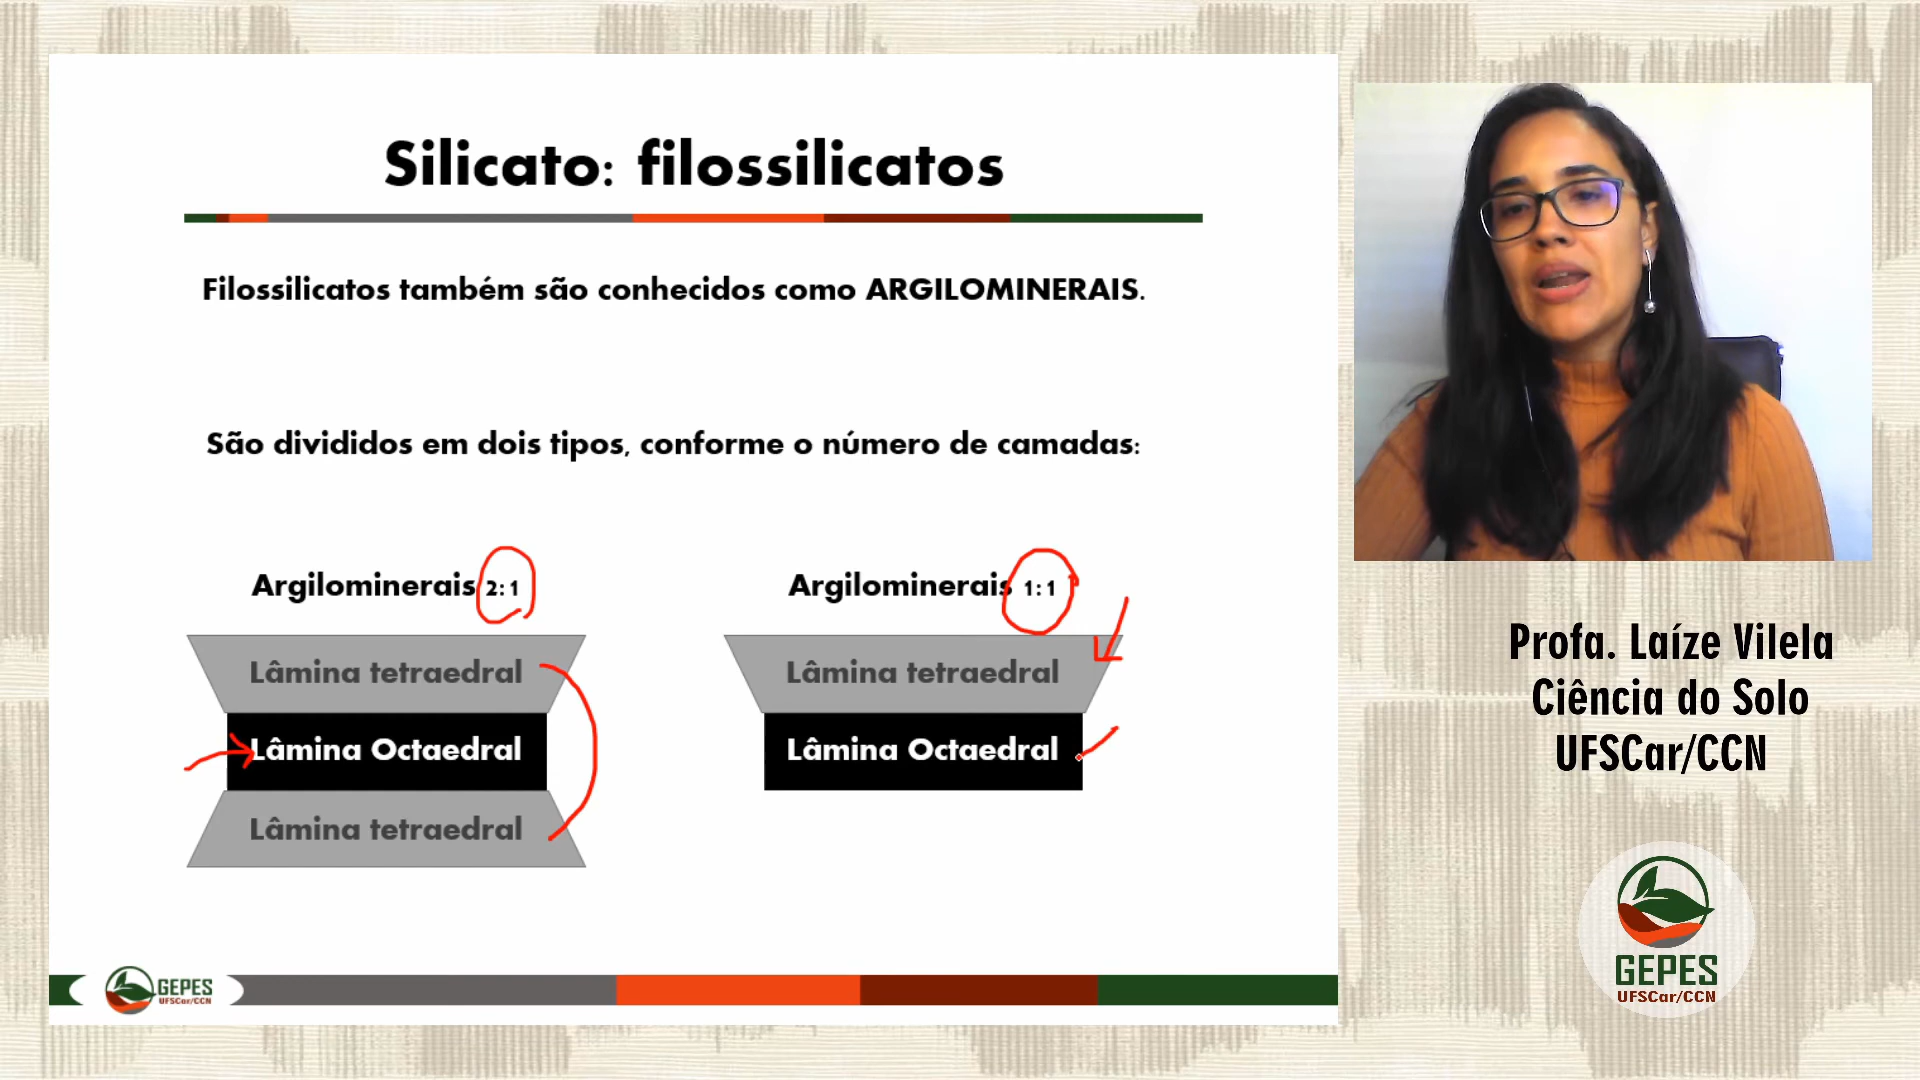 Silicato: filossilicatos
Filossilicatos também são conhecidos como ARGILOMINERAIS.
São divididos em dois tipos, conforme o número de camadas:
Argilominerais 2:1
Lâmina tetraedral
Lâmina Octaedral
Lâmina tetraedral
Argilominerais 1:1
Lâmina tetraedral
Lâmina Octaedral
GEPES
UFSCar/CCN
Profa. Laíze Vilela
Ciência do Solo
UFSCar/CCN
GEPES
UFSCar/CCN